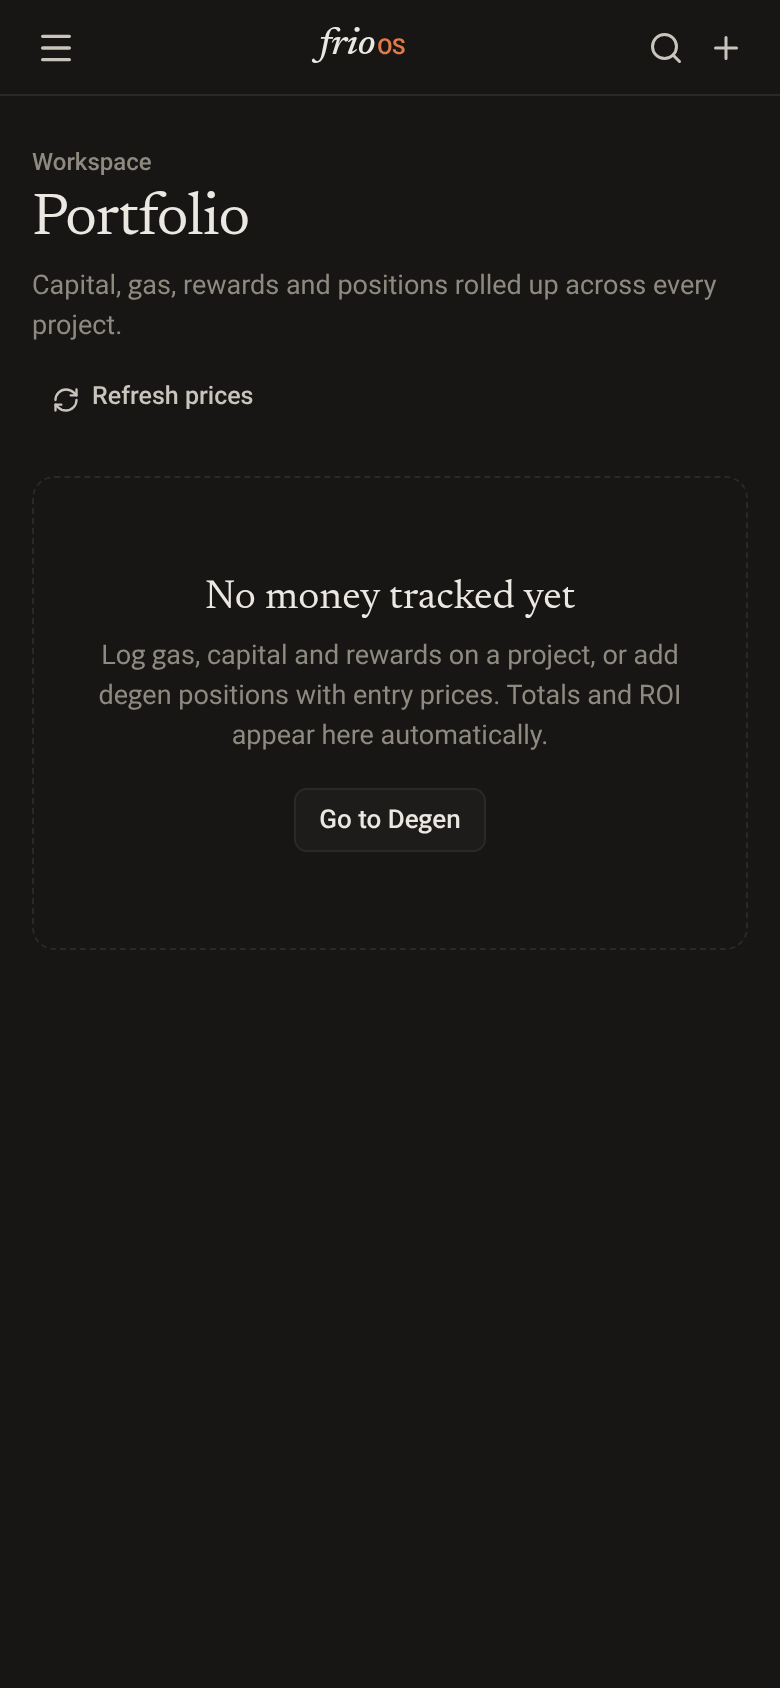 frio os
Workspace
Portfolio
Capital, gas, rewards and positions rolled up across every
project.
Refresh prices
No money tracked yet
Log gas, capital and rewards on a project, or add
degen positions with entry prices. Totals and ROI
appear here automatically.
Go to Degen